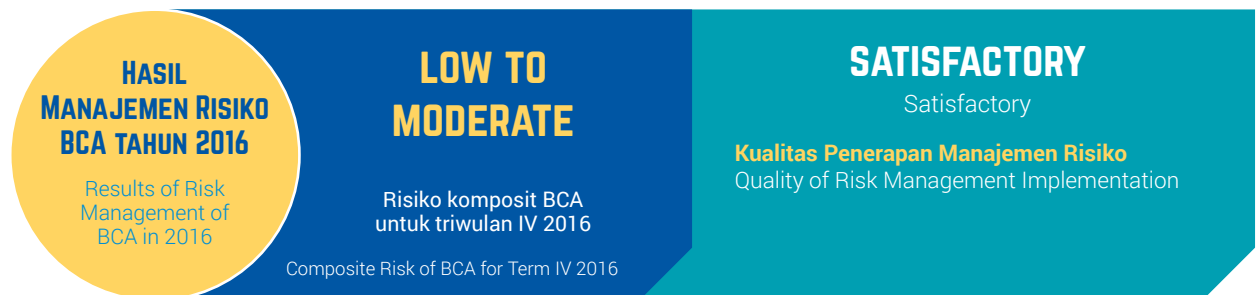 HASIL
MANAJEMEN RISIKO
BCA TAHUN 2016
Results of Risk
Management of
BCA in 2016
LOW TO
MODERATE
Risiko komposit BCA
untuk triwulan IV 2016
Composite Risk of BCA for Term IV 2016
SATISFACTORY
Satisfactory
Kualitas Penerapan Manajemen Risiko
Quality of Risk Management Implementation